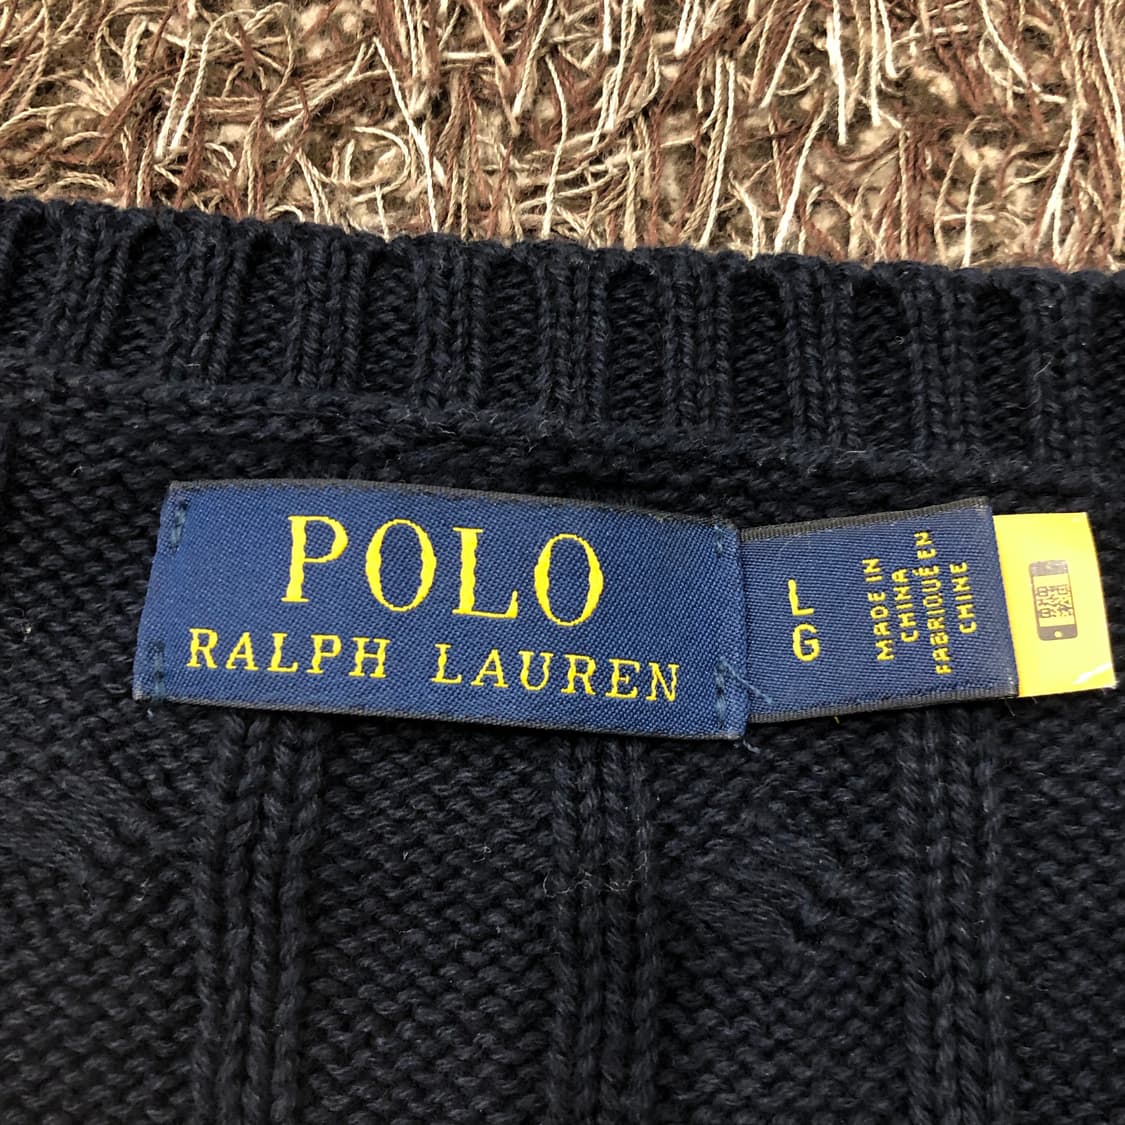 POLO
RALPH LAUREN
L
G
MADE IN
CHINA
FABRIQUÉ EN
CHINE